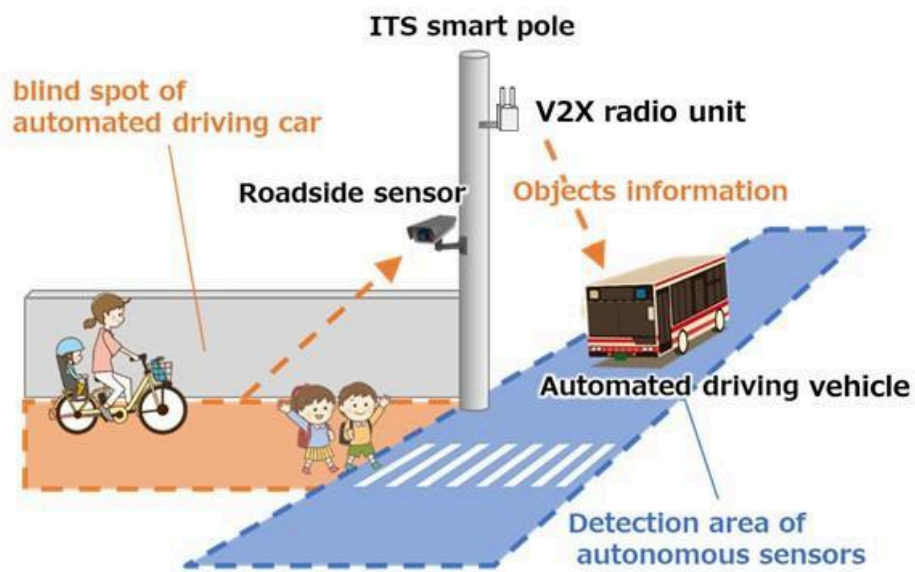 ITS smart pole
blind spot of
automated driving car
V2X radio unit
Roadside sensor
Objects information
Automated driving vehicle
Detection area of
autonomous sensors